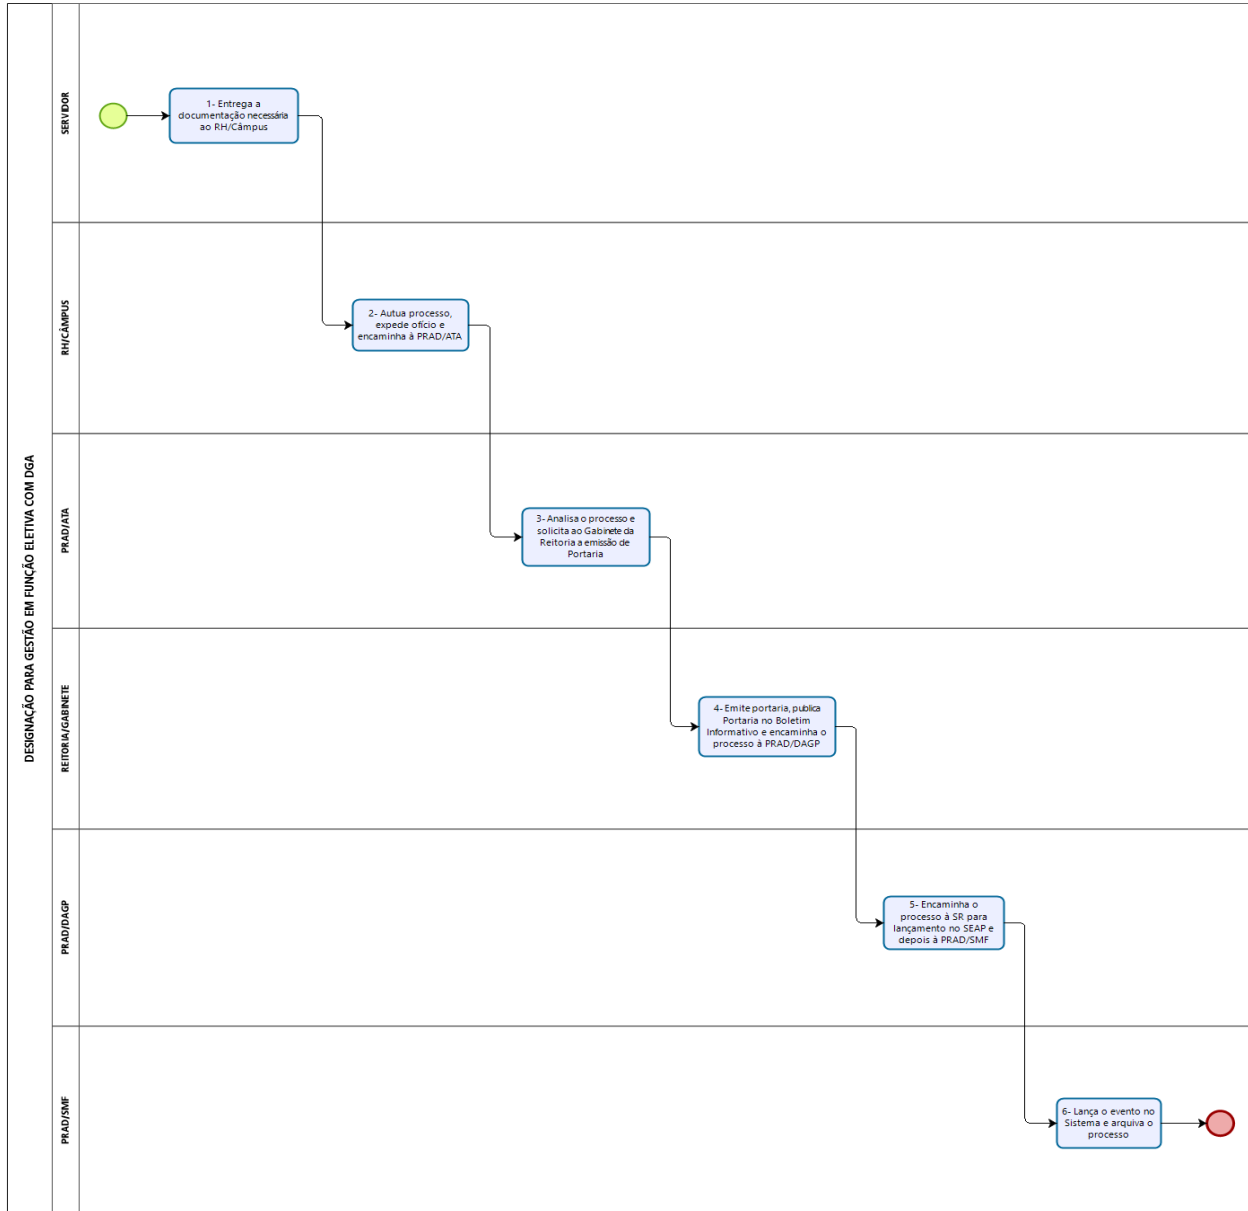 DESIGNAÇÃO PARA GESTÃO EM FUNÇÃO ELETIVA COM DGA
SERVIDOR
1- Entrega a
documentação necessária
ao RH/Câmpus
RH/CÂMPUS
2- Autua processo,
expede ofício e
encaminha à PRAD/ATA
PRAD/ATA
3- Analisa o processo e
solicita ao Gabinete da
Reitoria a emissão de
Portaria
REITORIA/GABINETE
4- Emite portaria, publica
Portaria no Boletim
Informativo e encaminha o
processo à PRAD/DAGP
PRAD/DAGP
5- Encaminha o
processo à SR para
lançamento no SEAP e
depois à PRAD/SMF
PRAD/SMF
6- Lança o evento no
Sistema e arquiva o
processo